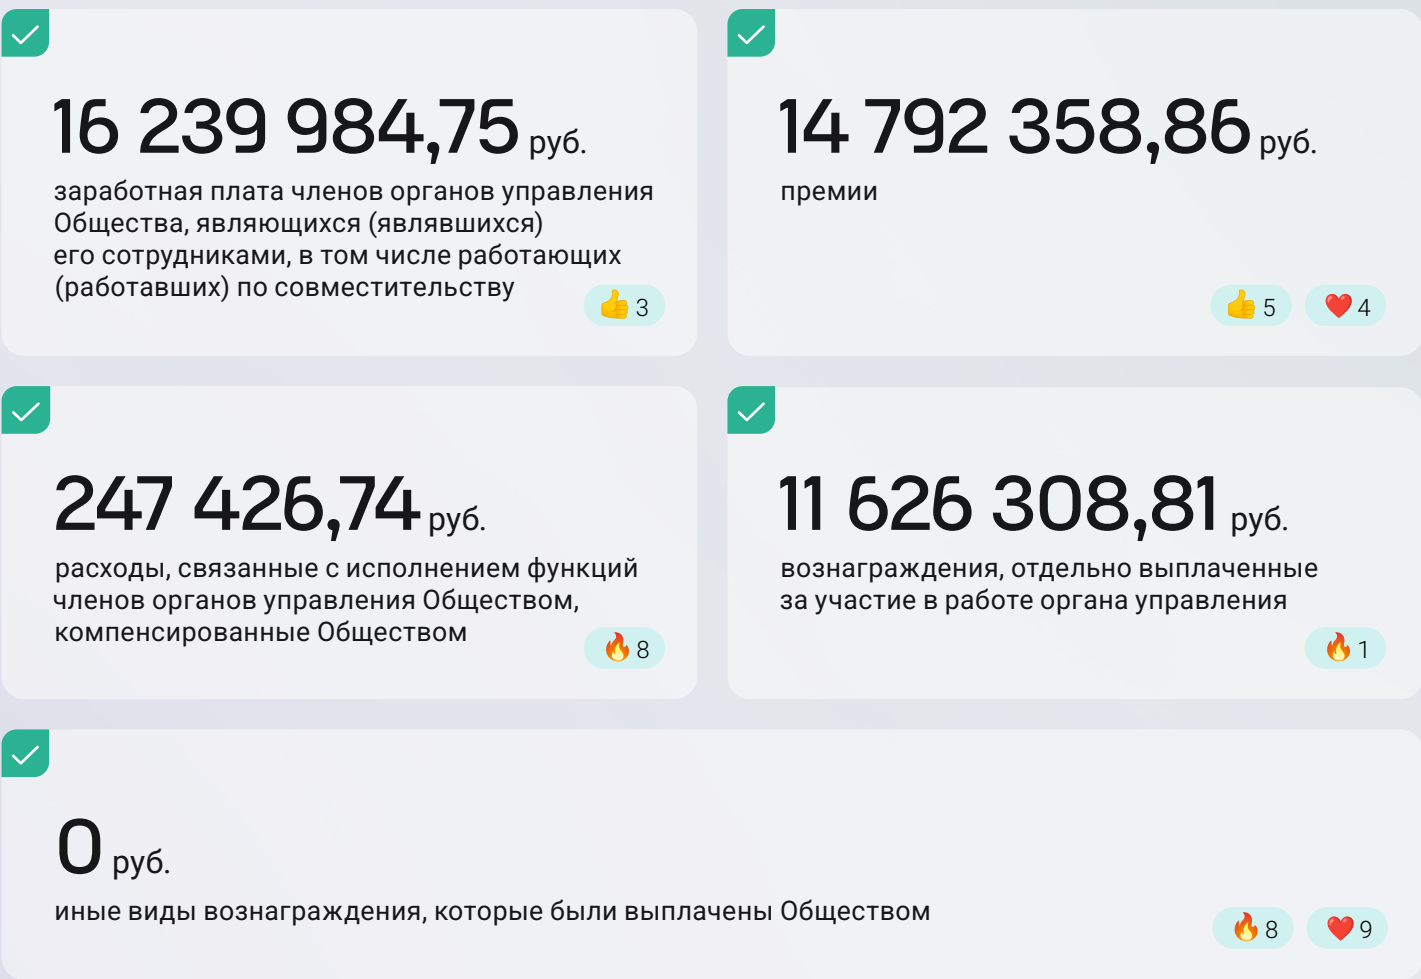 16 239 984,75 руб.
заработная плата членов органов управления
Общества, являющихся (являвшихся)
его сотрудниками, в том числе работающих
(работавших) по совместительству
👍 3
14 792 358,86 руб.
премии
👍 5 ❤️ 4
247 426,74 руб.
расходы, связанные с исполнением функций
членов органов управления Обществом,
компенсированные Обществом
🔥 8
11 626 308,81 руб.
вознаграждения, отдельно выплаченные
за участие в работе органа управления
🔥 1
0 руб.
иные виды вознаграждения, которые были выплачены Обществом
🔥 8 ❤️ 9